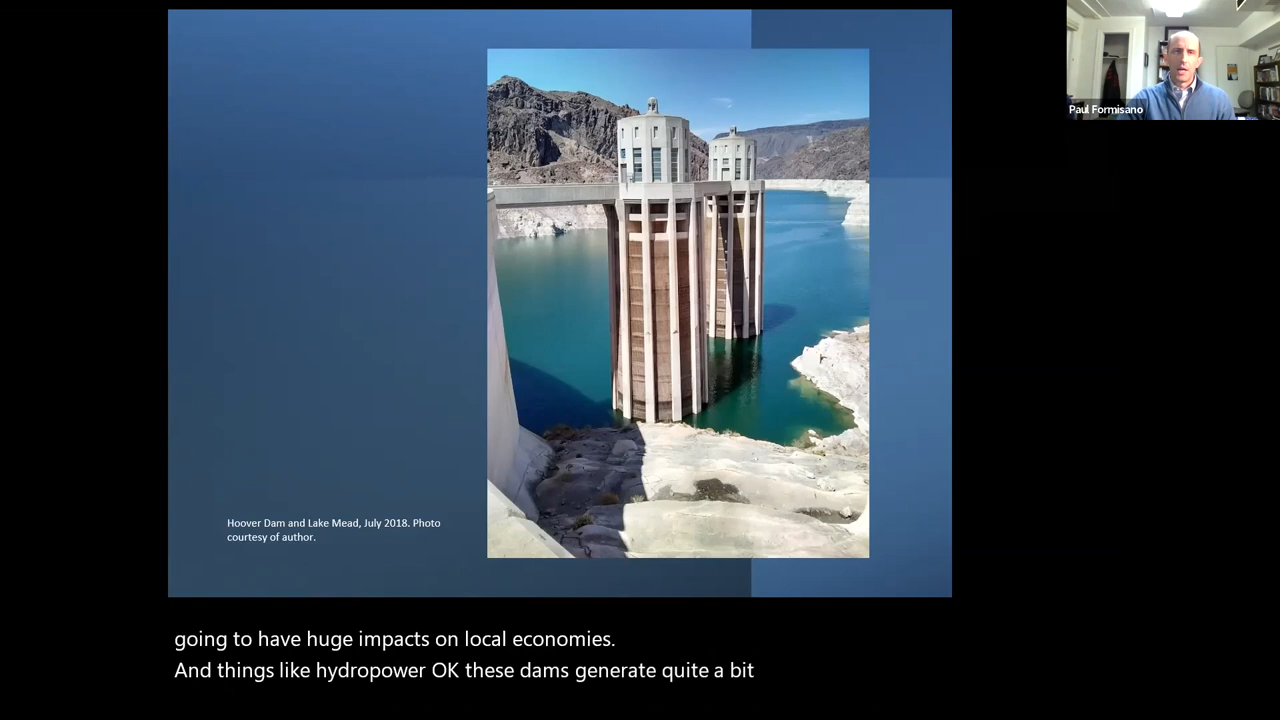 Paul Formisano
Hoover Dam and Lake Mead, July 2018. Photo
courtesy of author.
going to have huge impacts on local economies.
And things like hydropower OK these dams generate quite a bit